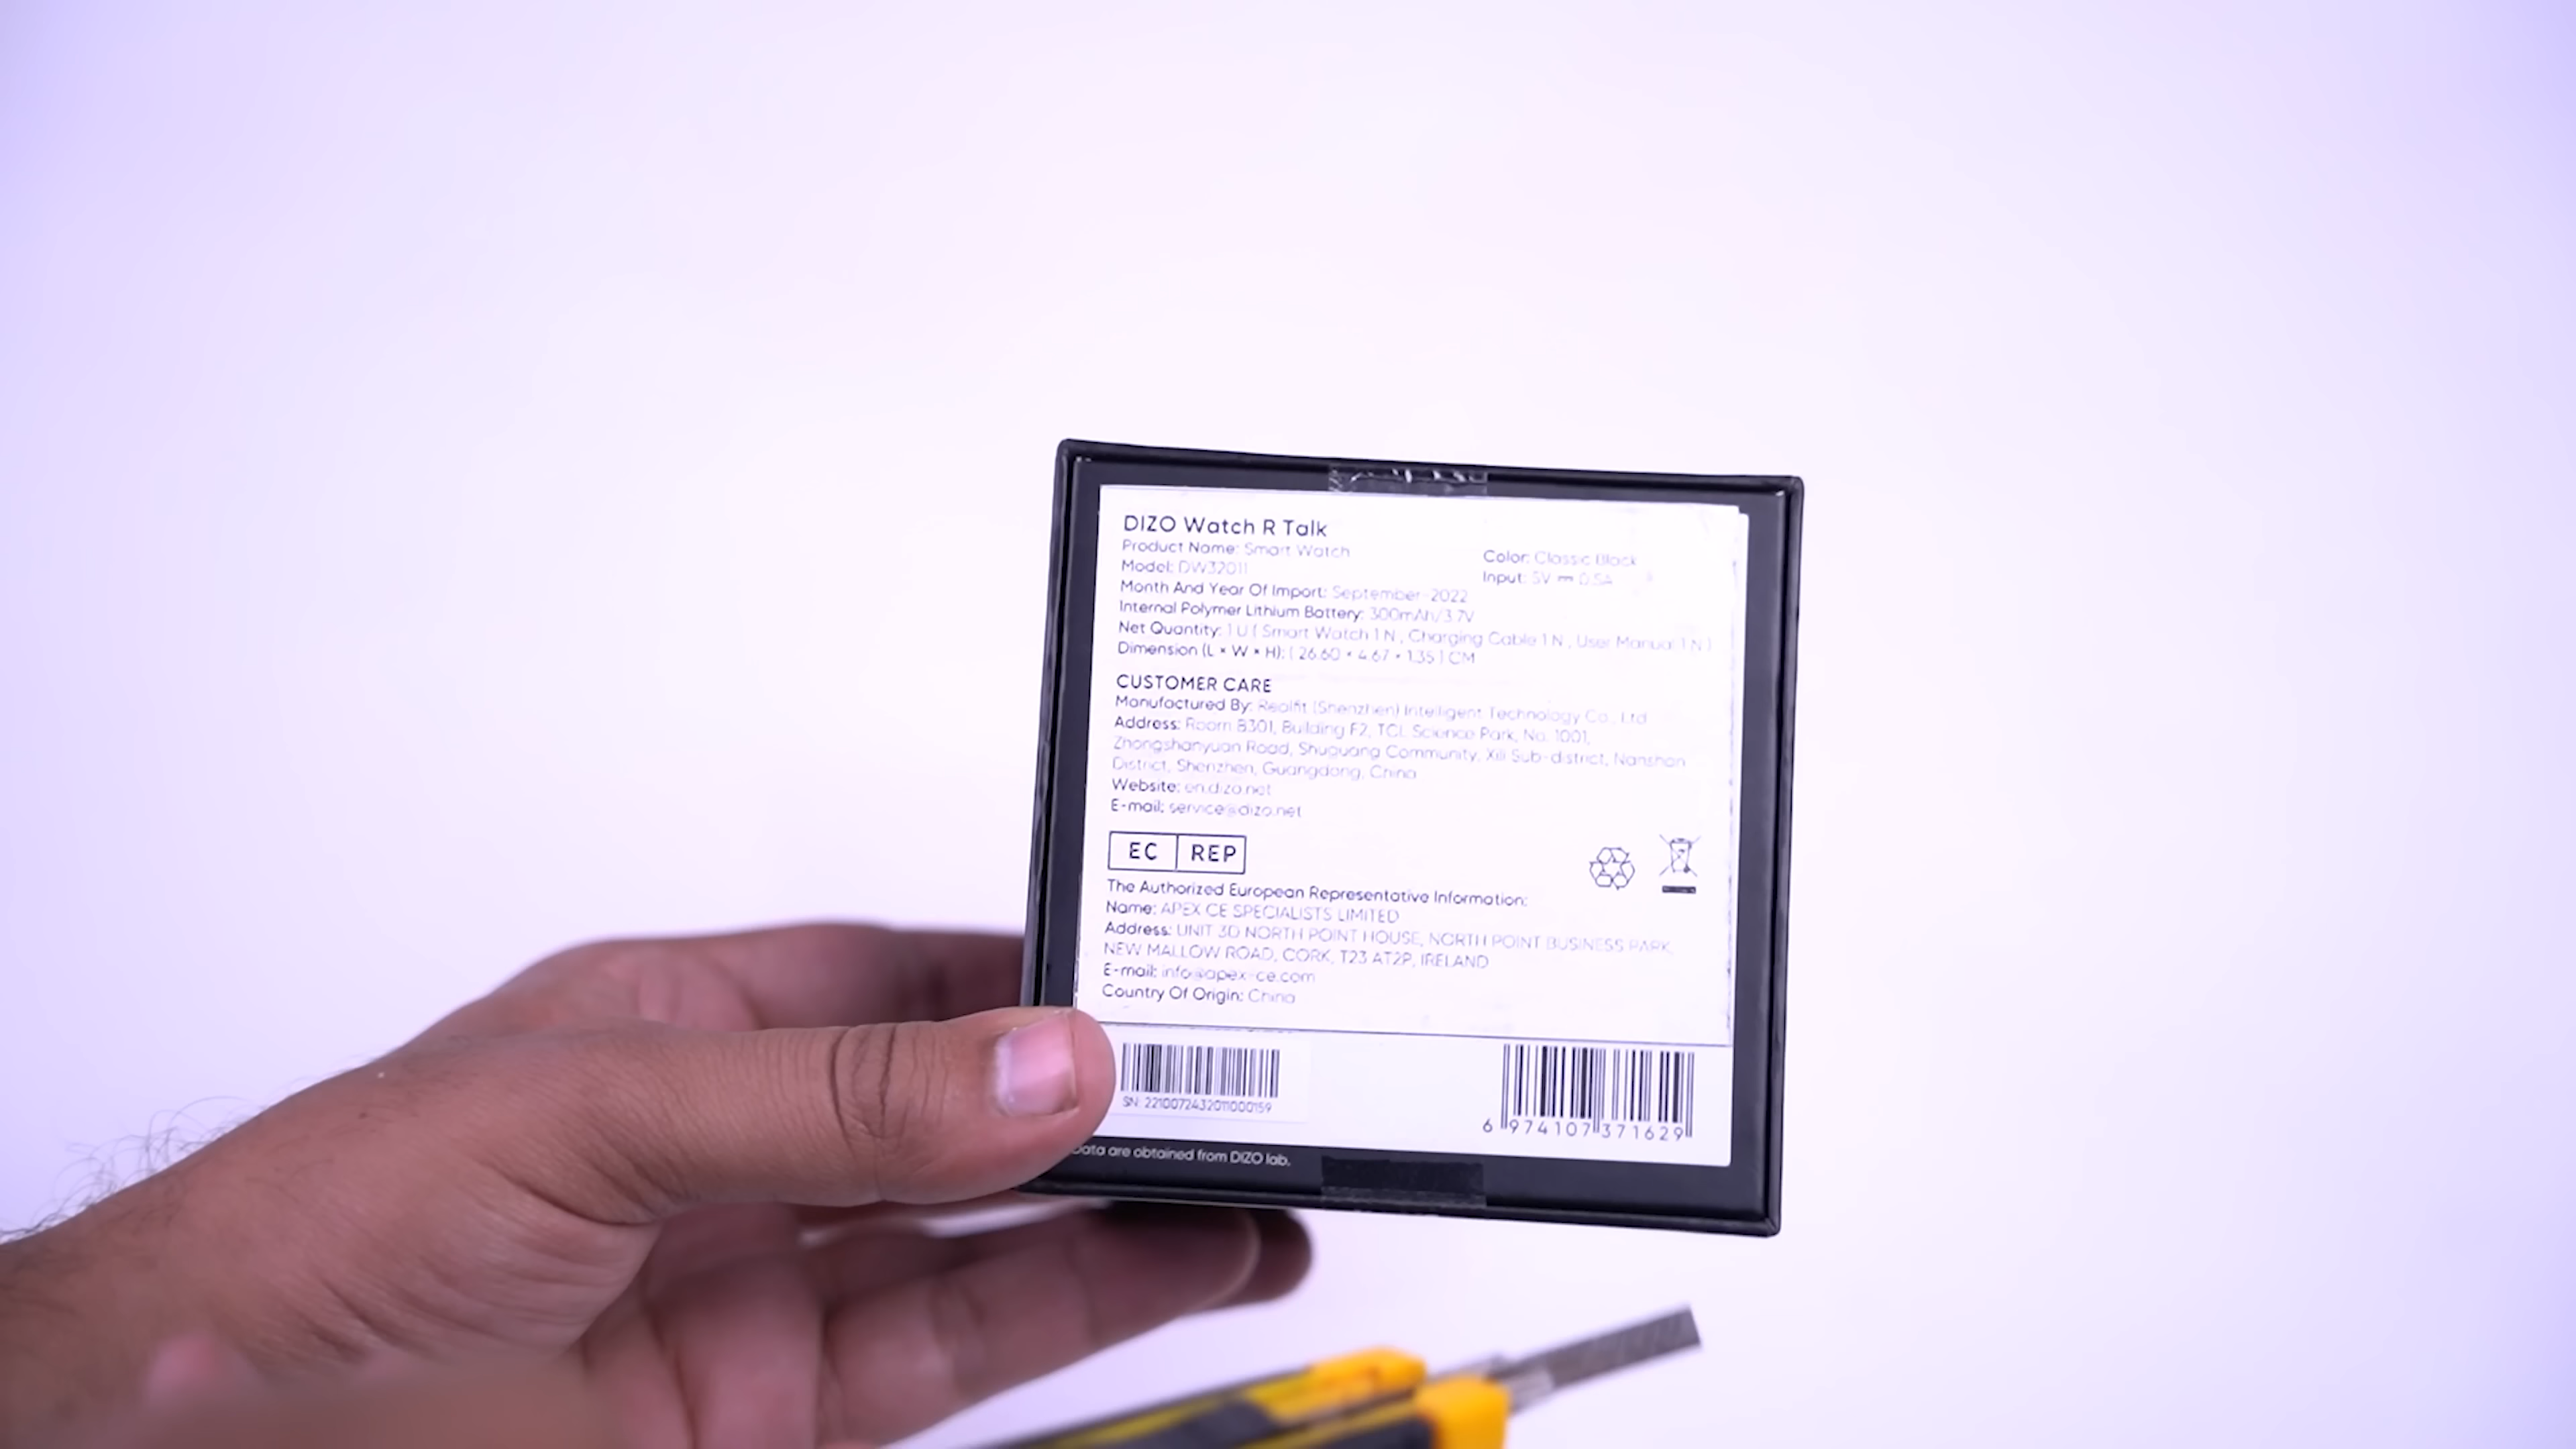 DIZO Watch R Talk
Product Name: Smart Watch
Color: Classic Black
Model: DW32011
Input: 5V ⎓ 0.5A
Month And Year Of Import: September-2022
Internal Polymer Lithium Battery: 300mAh/3.7V
Net Quantity: 1 U ( Smart Watch 1 N , Charging Cable 1 N , User Manual 1 N )
Dimension (L × W × H): ( 26.60 × 4.67 × 1.35 ) CM
CUSTOMER CARE
Manufactured By: Realfit (Shenzhen) Intelligent Technology Co., Ltd
Address: Room B301, Building F2, TCL Science Park, No. 1001,
Zhongshanyuan Road, Shuguang Community, Xili Sub-district, Nanshan
District, Shenzhen, Guangdong, China
Website: en.dizo.net
E-mail: service@dizo.net
EC REP
The Authorized European Representative Information:
Name: APEX CE SPECIALISTS LIMITED
Address: UNIT 3D NORTH POINT HOUSE, NORTH POINT BUSINESS PARK,
NEW MALLOW ROAD, CORK, T23 AT2P, IRELAND
E-mail: info@apex-ce.com
Country Of Origin: China
SN: 2210072432011000159
6 974107 371629
are obtained from DIZO lab.